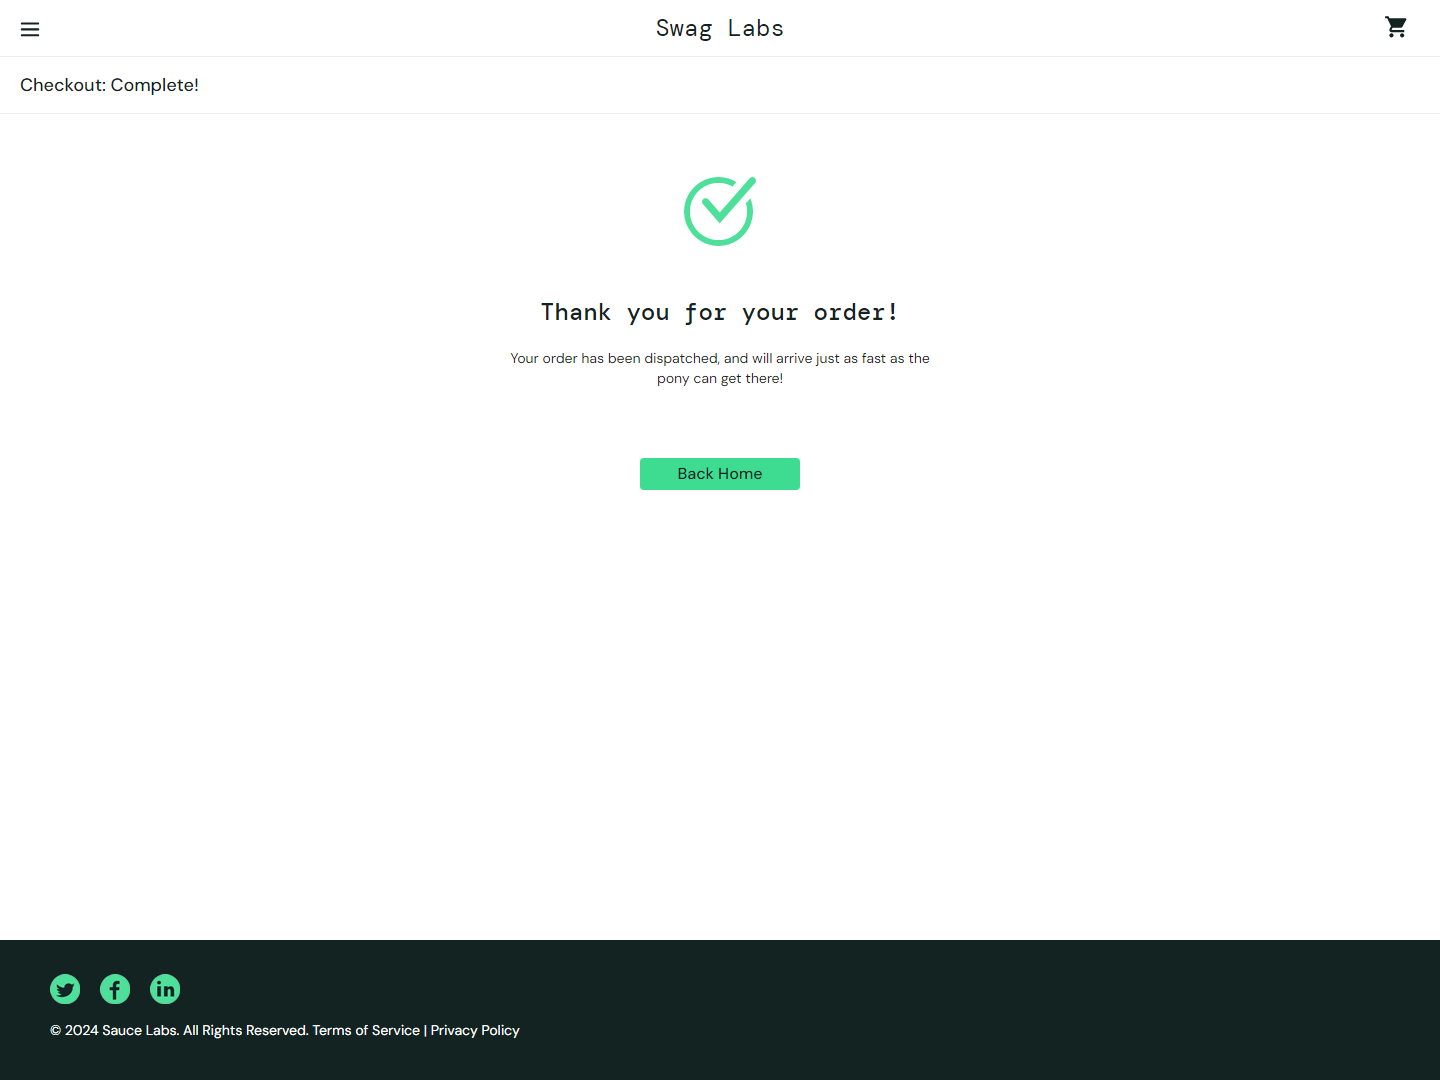 Swag Labs
Checkout: Complete!
Thank you for your order!
Your order has been dispatched, and will arrive just as fast as the
pony can get there!
Back Home
© 2024 Sauce Labs. All Rights Reserved. Terms of Service | Privacy Policy